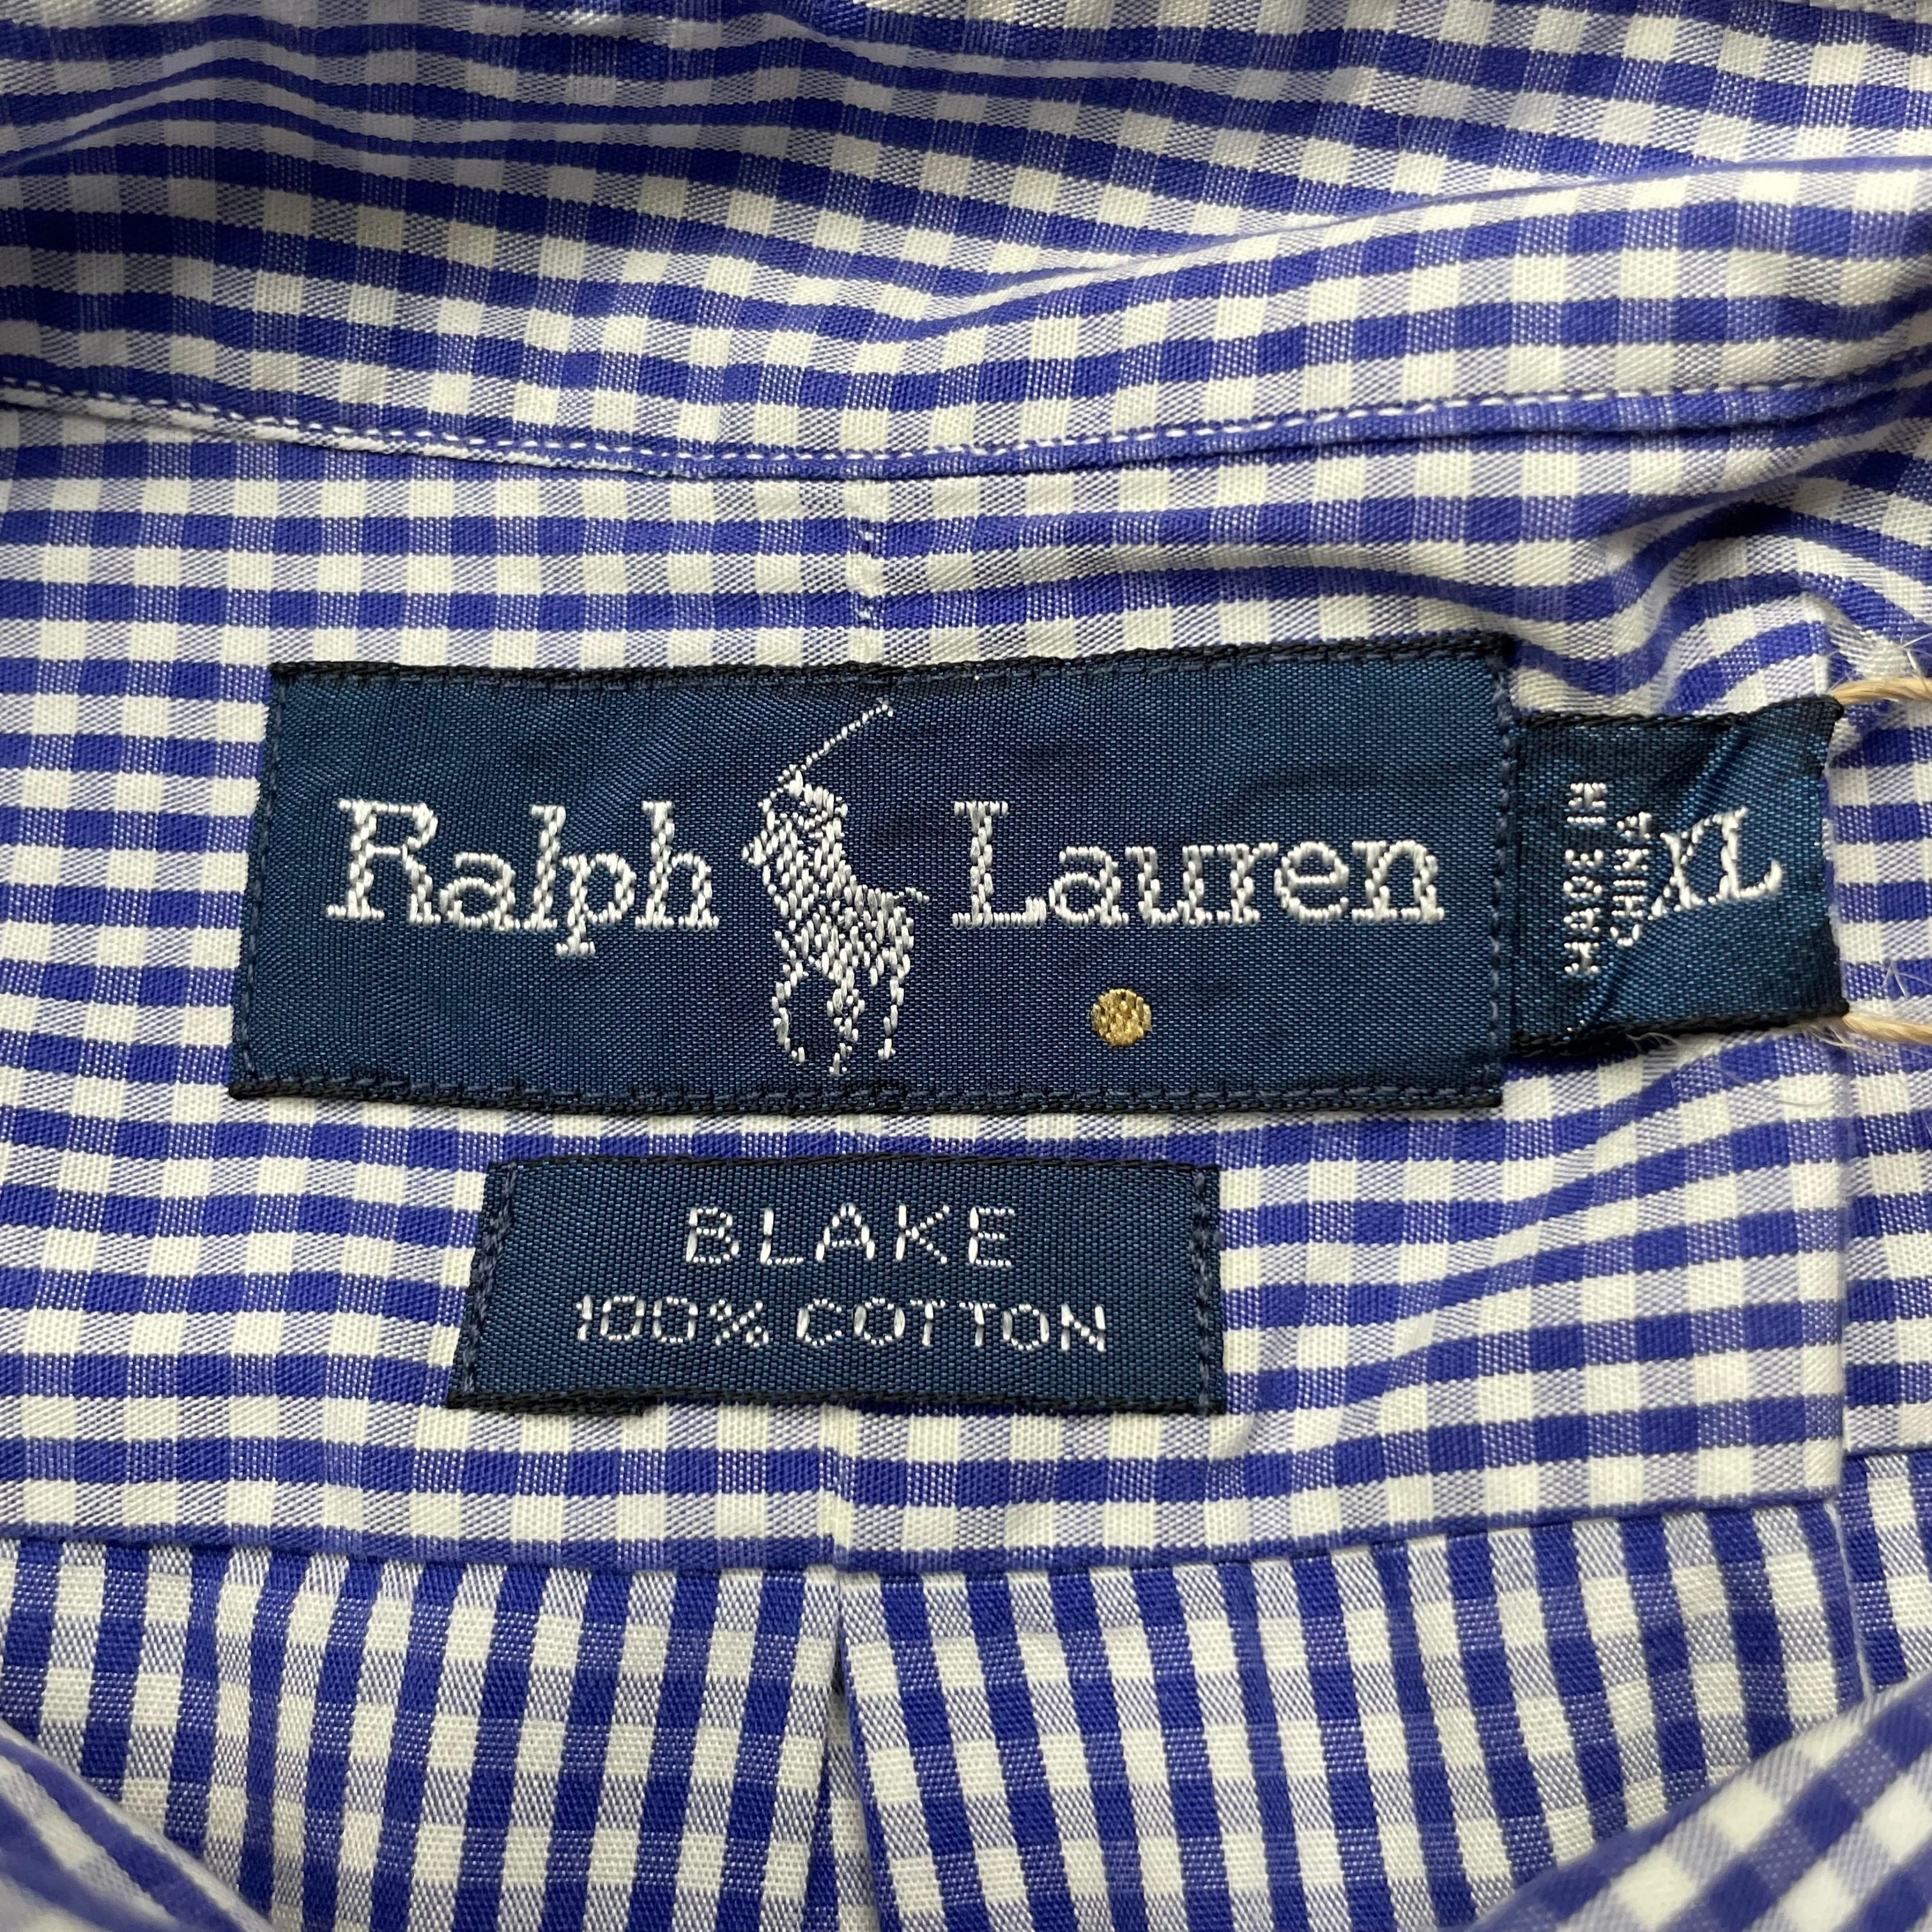 Ralph Lauren
MADE IN
CHINA
XL
BLAKE
100% COTTON